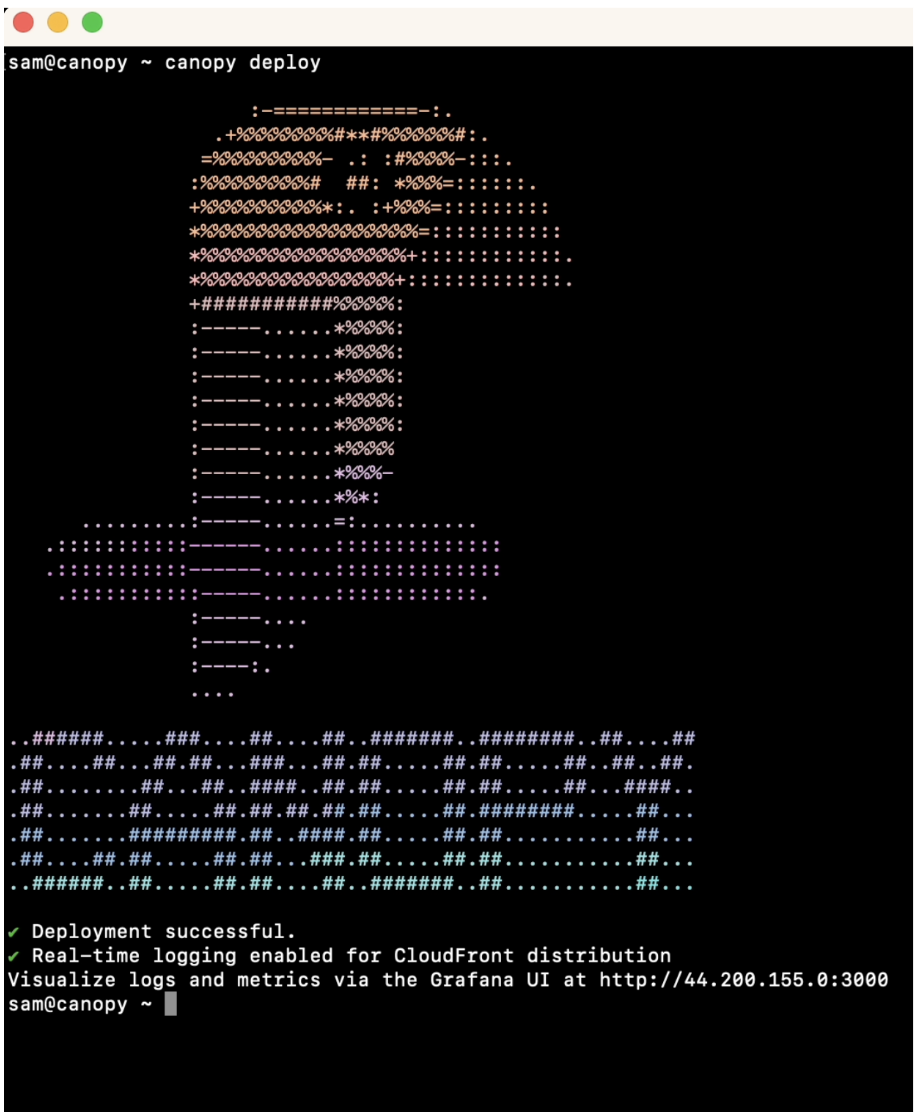 sam@canopy ~ canopy deploy
CANOPY
✔ Deployment successful.
✔ Real-time logging enabled for CloudFront distribution
Visualize logs and metrics via the Grafana UI at http://44.200.155.0:3000
sam@canopy ~